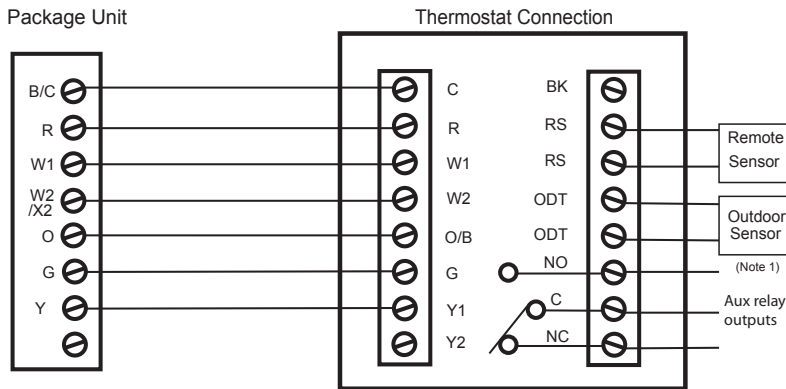 Package Unit
Thermostat Connection
B/C
C
BK
R
R
RS
Remote
Sensor
W1
W1
RS
W2
/X2
W2
ODT
Outdoor
Sensor
O
O/B
ODT
G
G
NO
(Note 1)
Y
Y1
C
Aux relay
outputs
Y2
NC